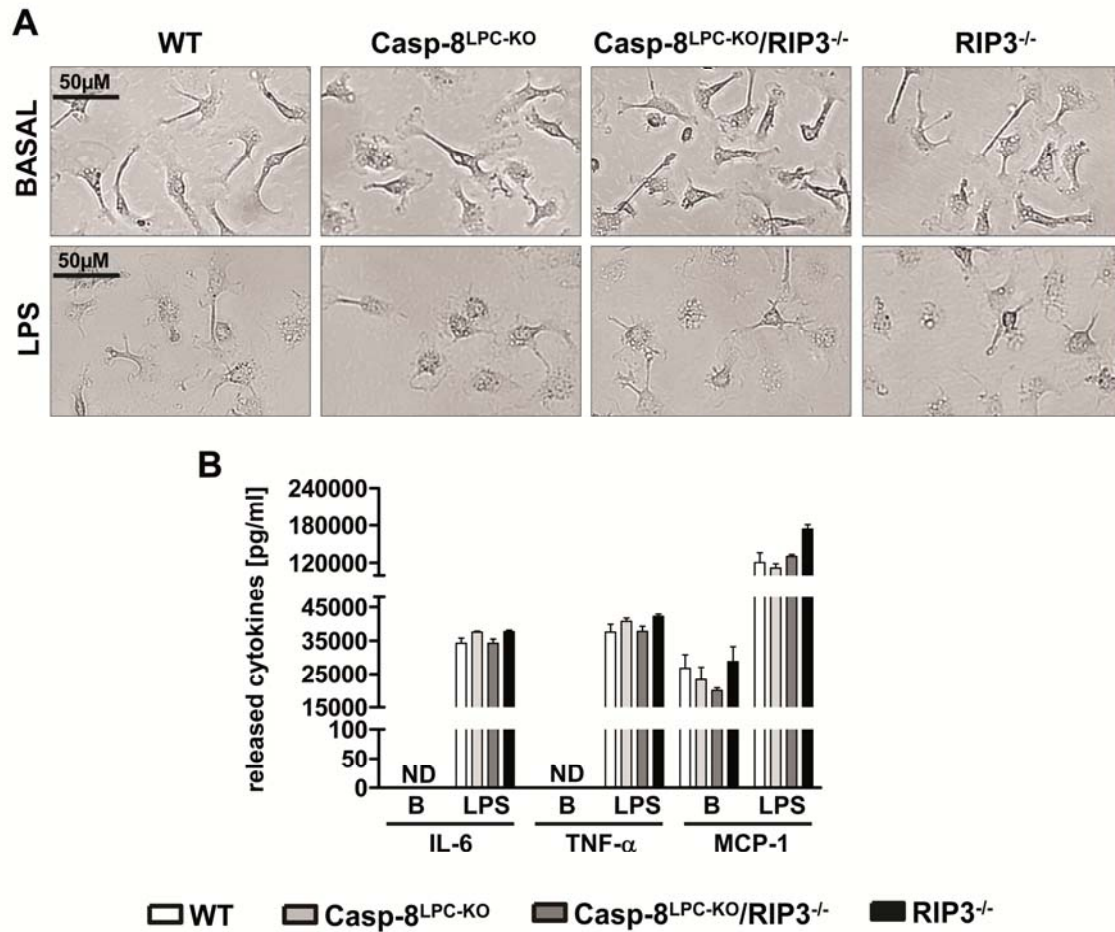 A
WT Casp-8LPC-KO Casp-8LPC-KO/RIP3-/- RIP3-/-
BASAL
50µM
LPS
50µM
B
released cytokines [pg/ml]
240000
180000
120000
45000
35000
25000
15000
100
50
0
ND ND
B LPS B LPS B LPS
IL-6 TNF-α MCP-1
WT Casp-8LPC-KO Casp-8LPC-KO/RIP3-/- RIP3-/-